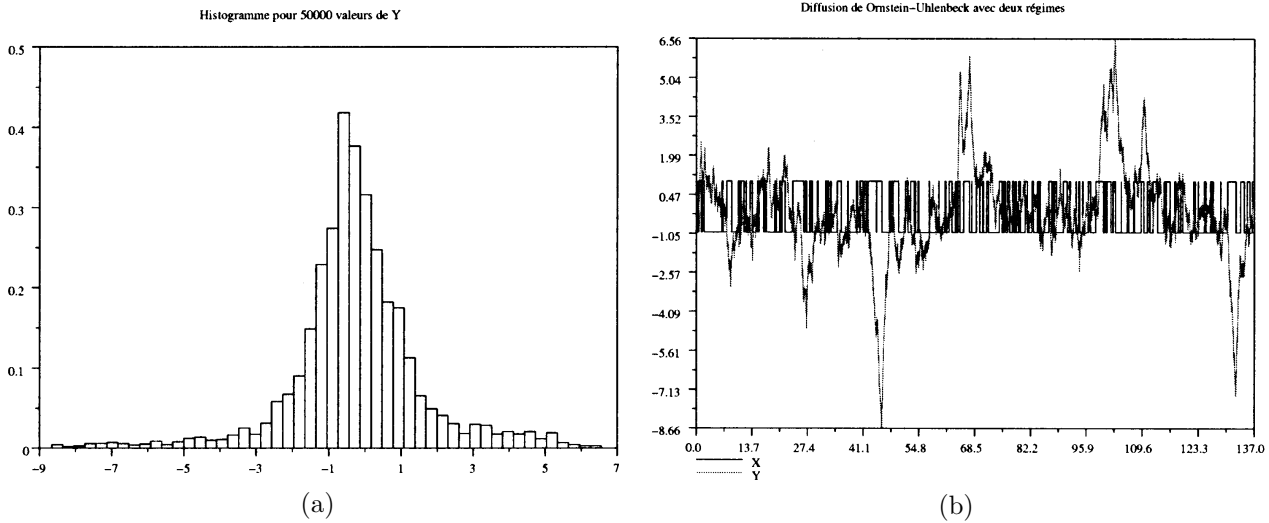 Histogramme pour 50000 valeurs de Y
0.5
0.4
0.3
0.2
0.1
0
−9 −7 −5 −3 −1 1 3 5 7
(a)
Diffusion de Ornstein−Uhlenbeck avec deux régimes
6.56
5.04
3.52
1.99
0.47
−1.05
−2.57
−4.09
−5.61
−7.13
−8.66
0.0 13.7 27.4 41.1 54.8 68.5 82.2 95.9 109.6 123.3 137.0
X
Y
(b)